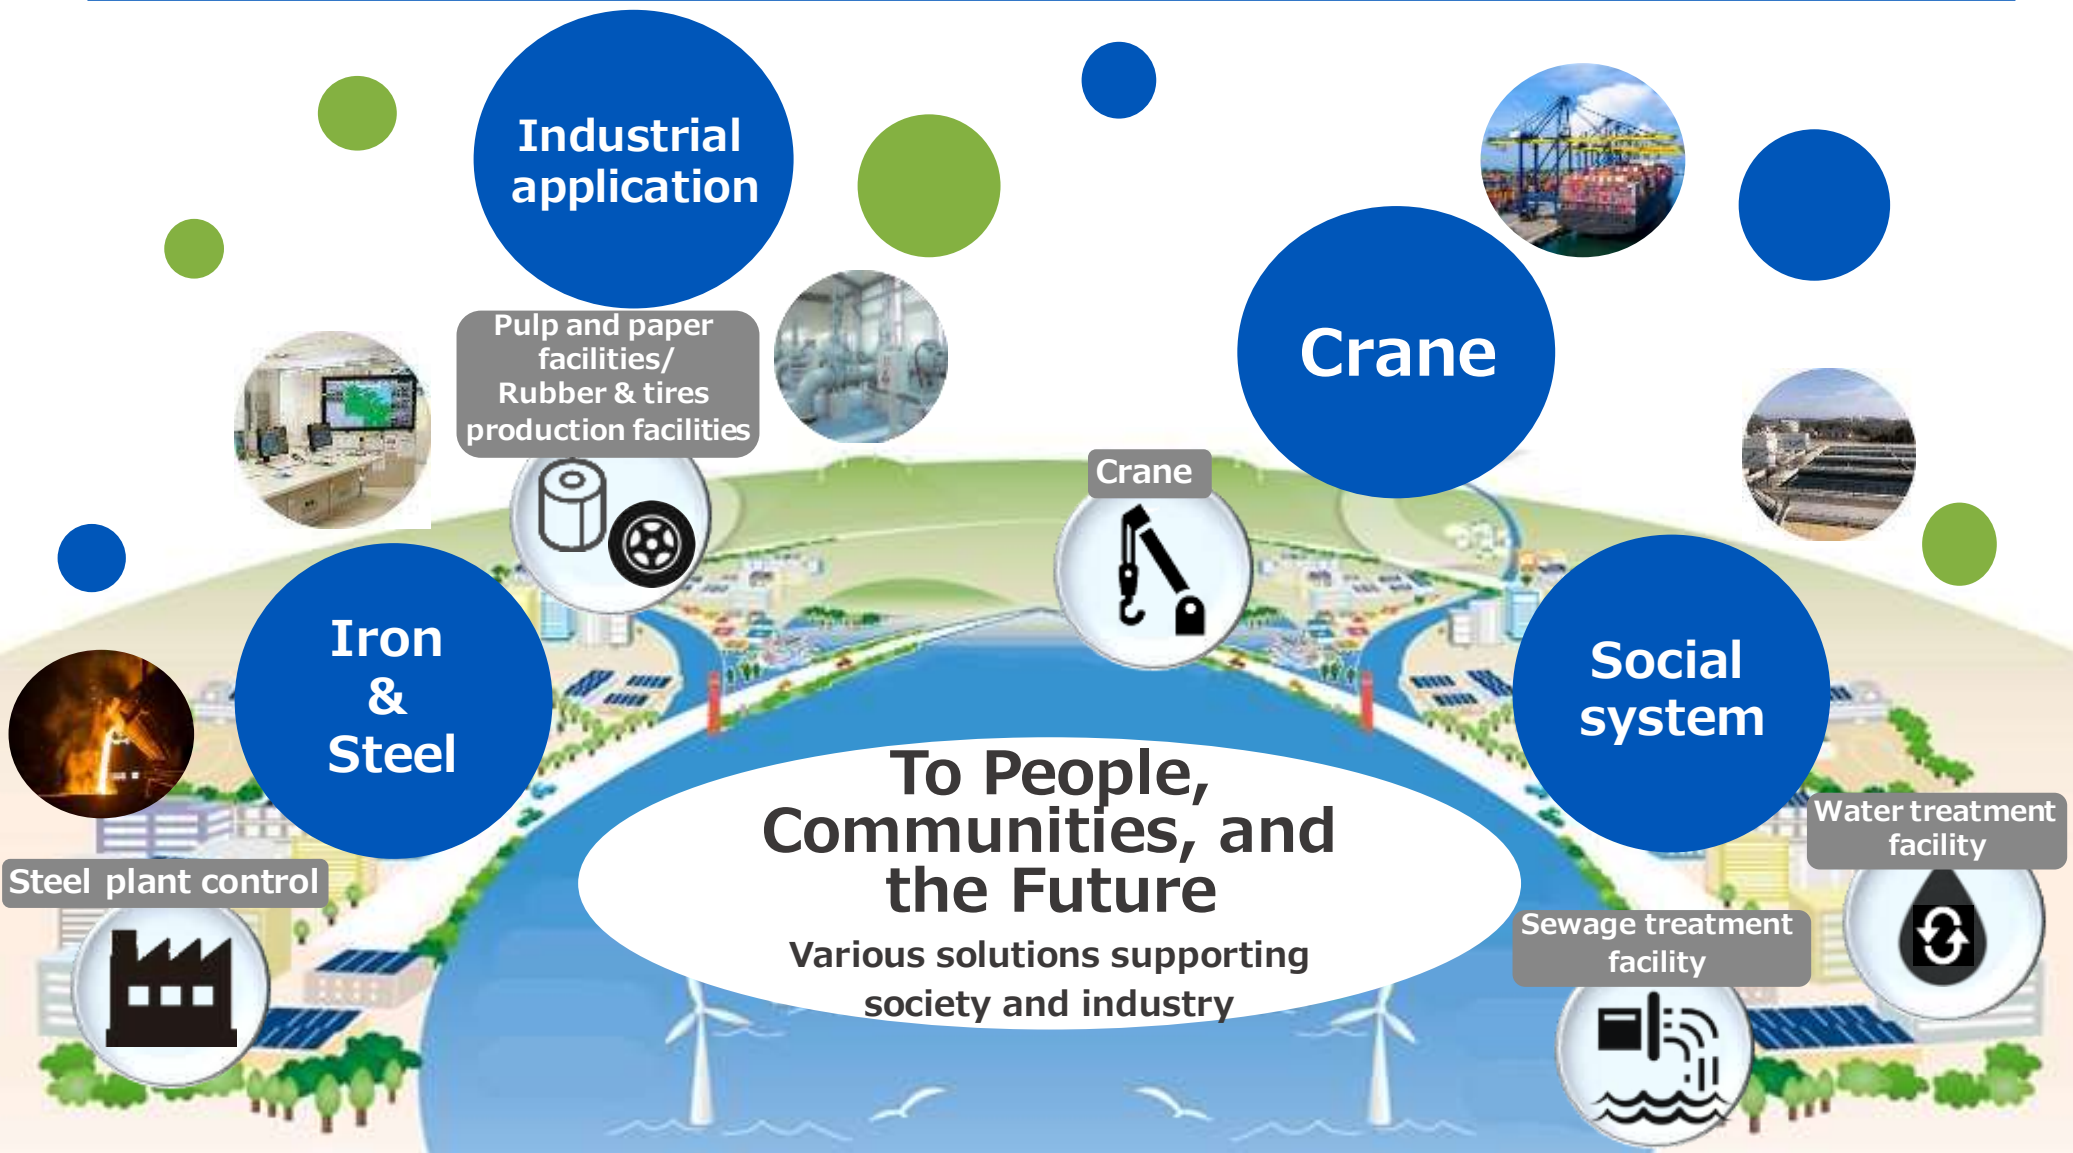 Industrial
application
Pulp and paper
facilities/
Rubber & tires
production facilities
Crane
Crane
Iron
&
Steel
Steel plant control
Social
system
Water treatment
facility
Sewage treatment
facility
To People,
Communities, and
the Future
Various solutions supporting
society and industry